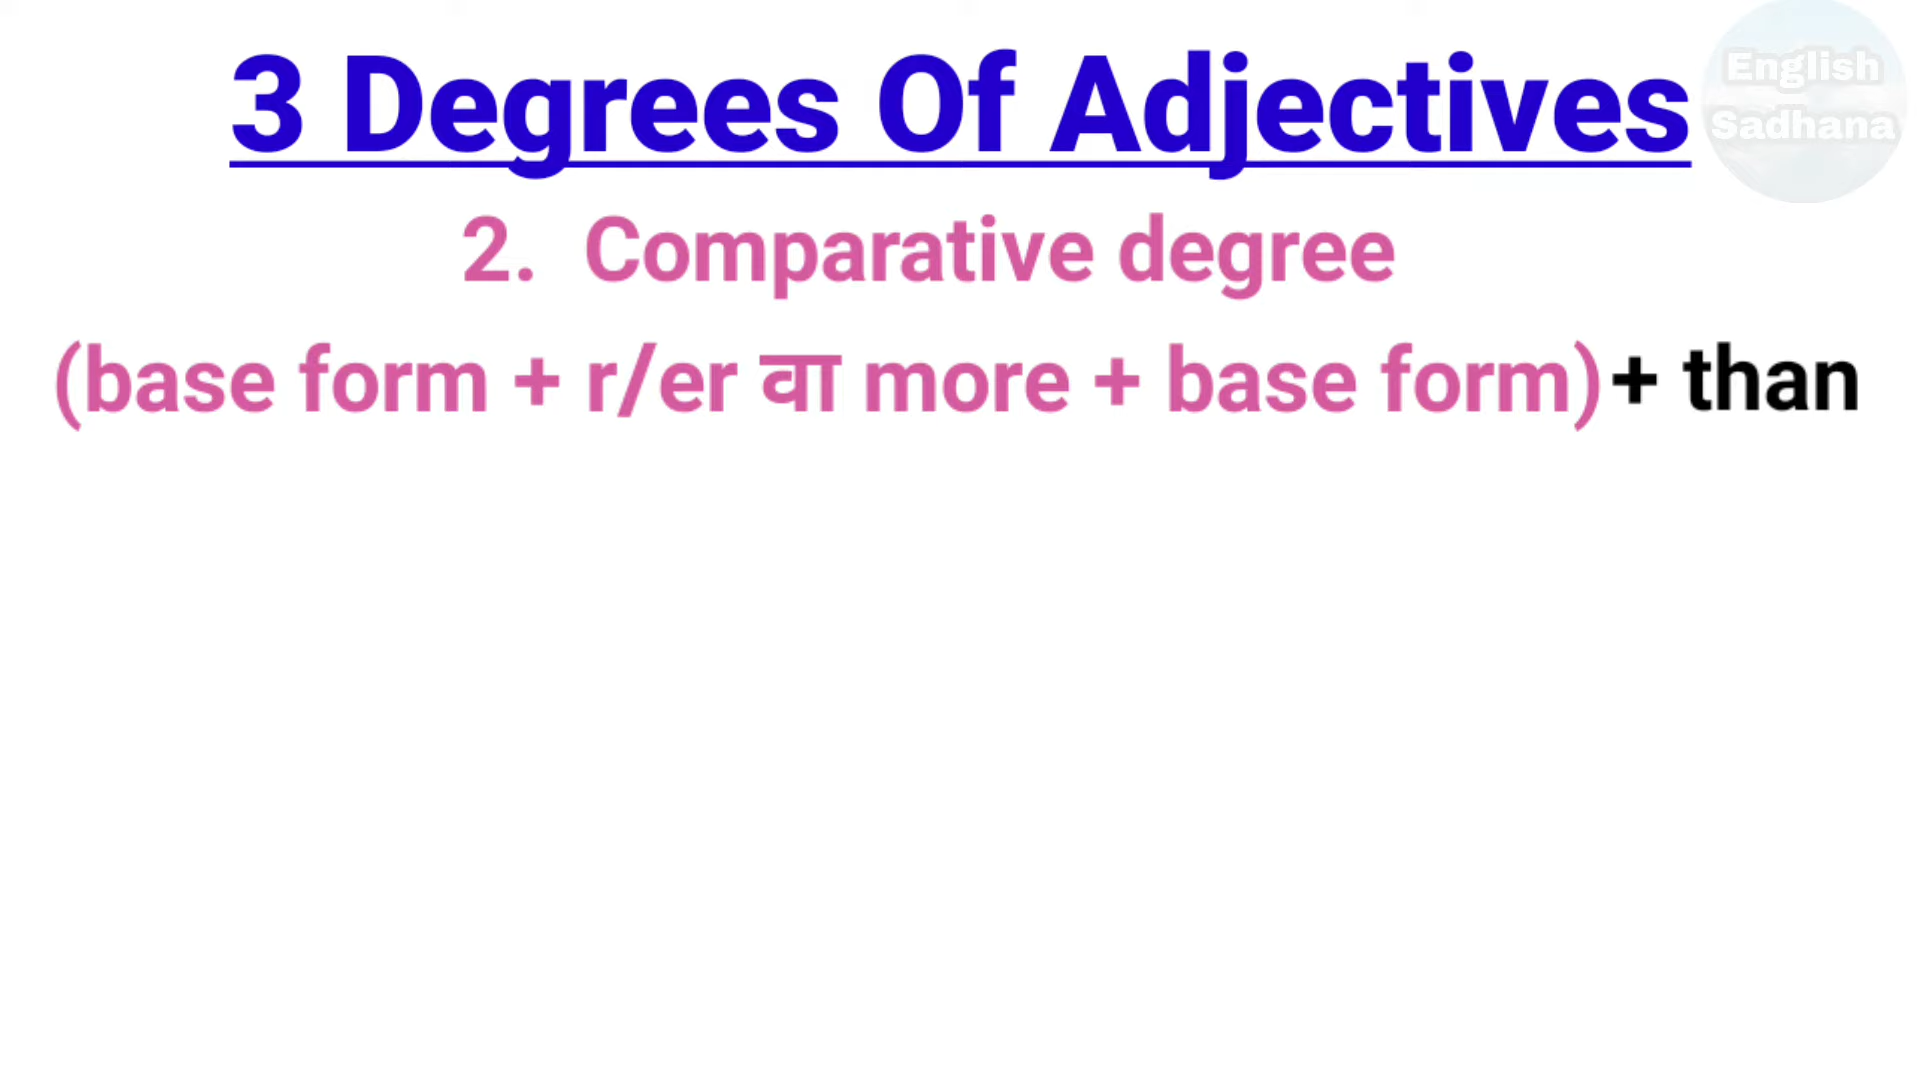 3 Degrees Of Adjectives
English
Sadhana
2. Comparative degree
(base form + r/er वा more + base form) + than